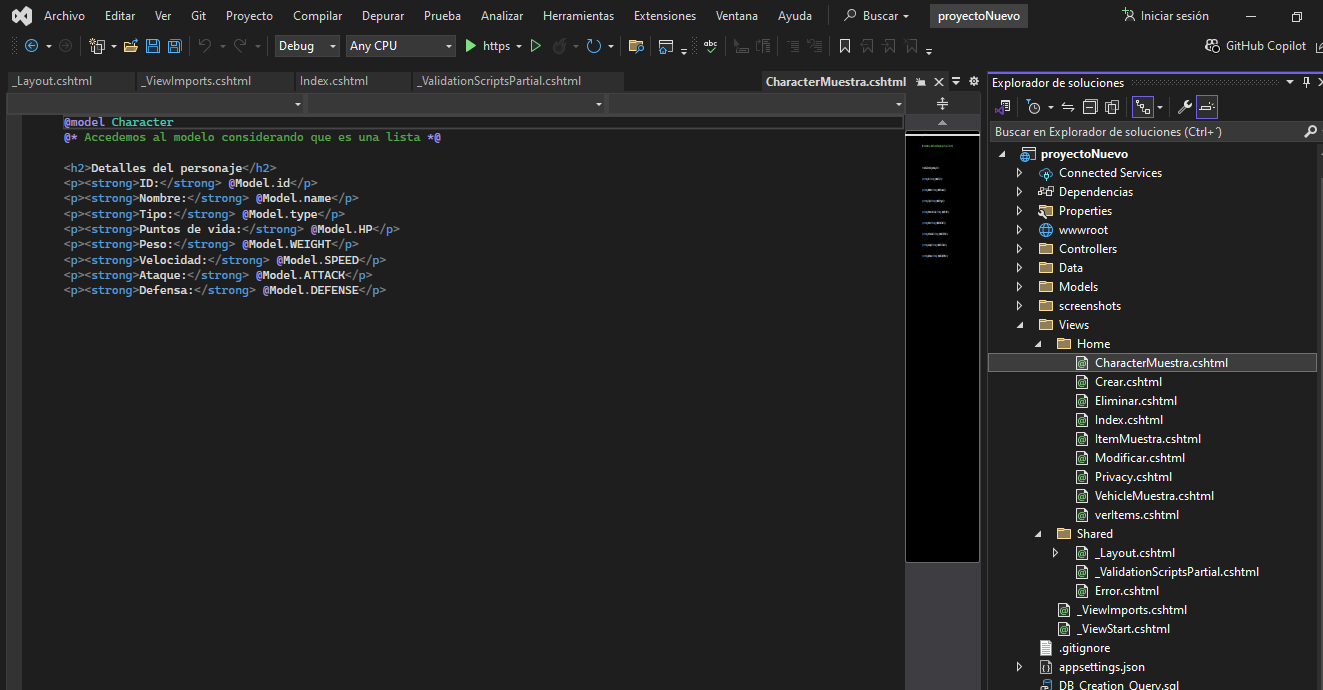 Archivo Editar Ver Git Proyecto Compilar Depurar Prueba Analizar Herramientas Extensiones Ventana Ayuda Buscar proyectoNuevo Iniciar sesión
Debug Any CPU https abc GitHub Copilot
_Layout.cshtml _ViewImports.cshtml Index.cshtml _ValidationScriptsPartial.cshtml CharacterMuestra.cshtml
@model Character
@* Accedemos al modelo considerando que es una lista *@
<h2>Detalles del personaje</h2>
<p><strong>ID:</strong> @Model.id</p>
<p><strong>Nombre:</strong> @Model.name</p>
<p><strong>Tipo:</strong> @Model.type</p>
<p><strong>Puntos de vida:</strong> @Model.HP</p>
<p><strong>Peso:</strong> @Model.WEIGHT</p>
<p><strong>Velocidad:</strong> @Model.SPEED</p>
<p><strong>Ataque:</strong> @Model.ATTACK</p>
<p><strong>Defensa:</strong> @Model.DEFENSE</p>
Explorador de soluciones
Buscar en Explorador de soluciones (Ctrl+´)
proyectoNuevo
Connected Services
Dependencias
Properties
wwwroot
Controllers
Data
Models
screenshots
Views
Home
CharacterMuestra.cshtml
Crear.cshtml
Eliminar.cshtml
Index.cshtml
ItemMuestra.cshtml
Modificar.cshtml
Privacy.cshtml
VehicleMuestra.cshtml
verItems.cshtml
Shared
_Layout.cshtml
_ValidationScriptsPartial.cshtml
Error.cshtml
_ViewImports.cshtml
_ViewStart.cshtml
.gitignore
appsettings.json
DB_Creation_Query.sql